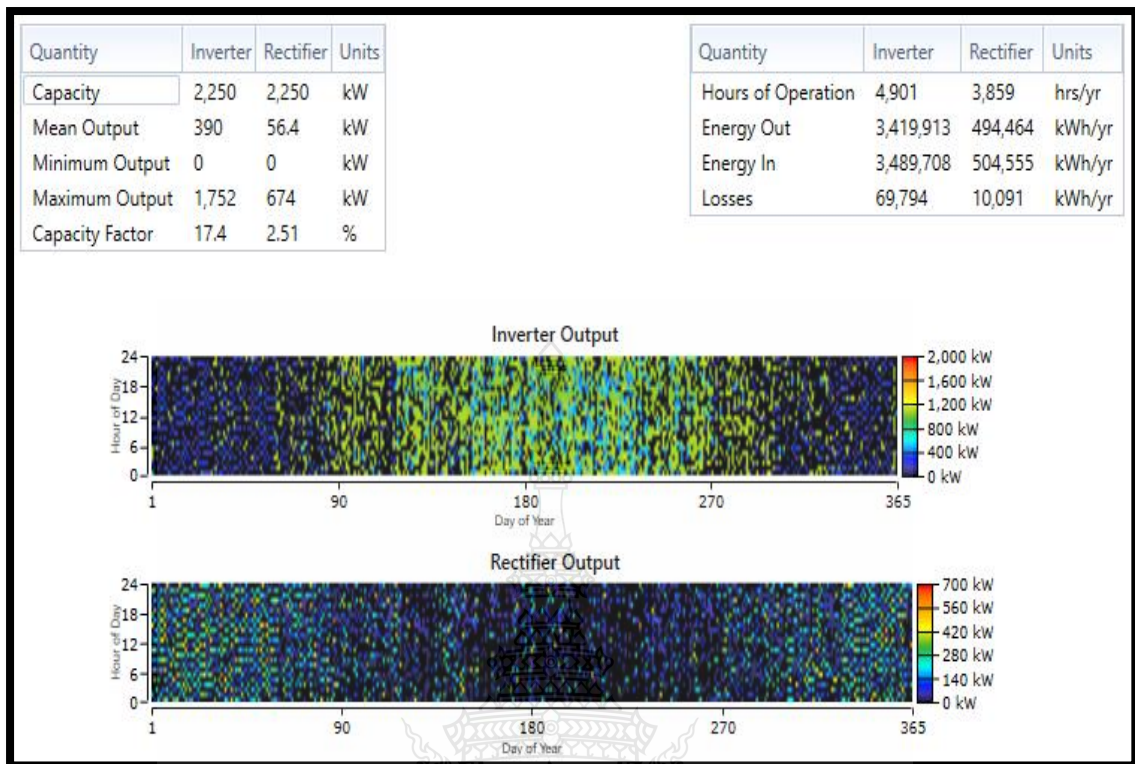 Quantity Inverter Rectifier Units
Capacity 2,250 2,250 kW
Mean Output 390 56.4 kW
Minimum Output 0 0 kW
Maximum Output 1,752 674 kW
Capacity Factor 17.4 2.51 %
Quantity Inverter Rectifier Units
Hours of Operation 4,901 3,859 hrs/yr
Energy Out 3,419,913 494,464 kWh/yr
Energy In 3,489,708 504,555 kWh/yr
Losses 69,794 10,091 kWh/yr
Inverter Output
Hour of Day
24
18
12
6
0
1 90 180 270 365
Day of Year
2,000 kW
1,600 kW
1,200 kW
800 kW
400 kW
0 kW
Rectifier Output
Hour of Day
24
18
12
6
0
1 90 180 270 365
Day of Year
700 kW
560 kW
420 kW
280 kW
140 kW
0 kW